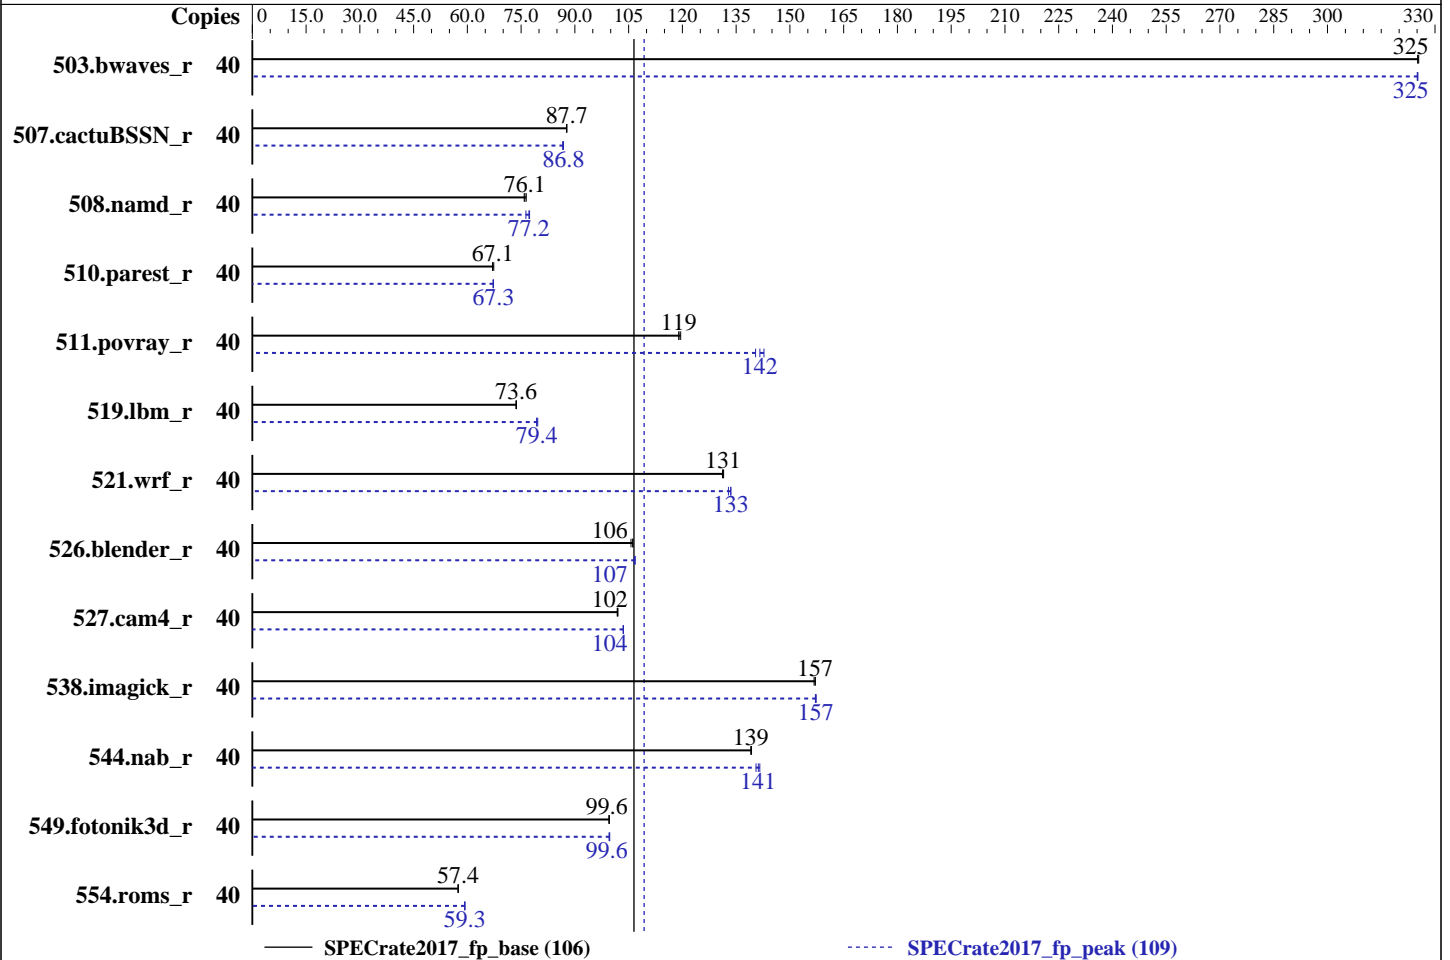 Copies 0 15.0 30.0 45.0 60.0 75.0 90.0 105 120 135 150 165 180 195 210 225 240 255 270 285 300 330
503.bwaves_r 40 325
325
507.cactuBSSN_r 40 87.7
86.8
508.namd_r 40 76.1
77.2
510.parest_r 40 67.1
67.3
511.povray_r 40 119
142
519.lbm_r 40 73.6
79.4
521.wrf_r 40 131
133
526.blender_r 40 106
107
527.cam4_r 40 102
104
538.imagick_r 40 157
157
544.nab_r 40 139
141
549.fotonik3d_r 40 99.6
99.6
554.roms_r 40 57.4
59.3
SPECrate2017_fp_base (106) SPECrate2017_fp_peak (109)